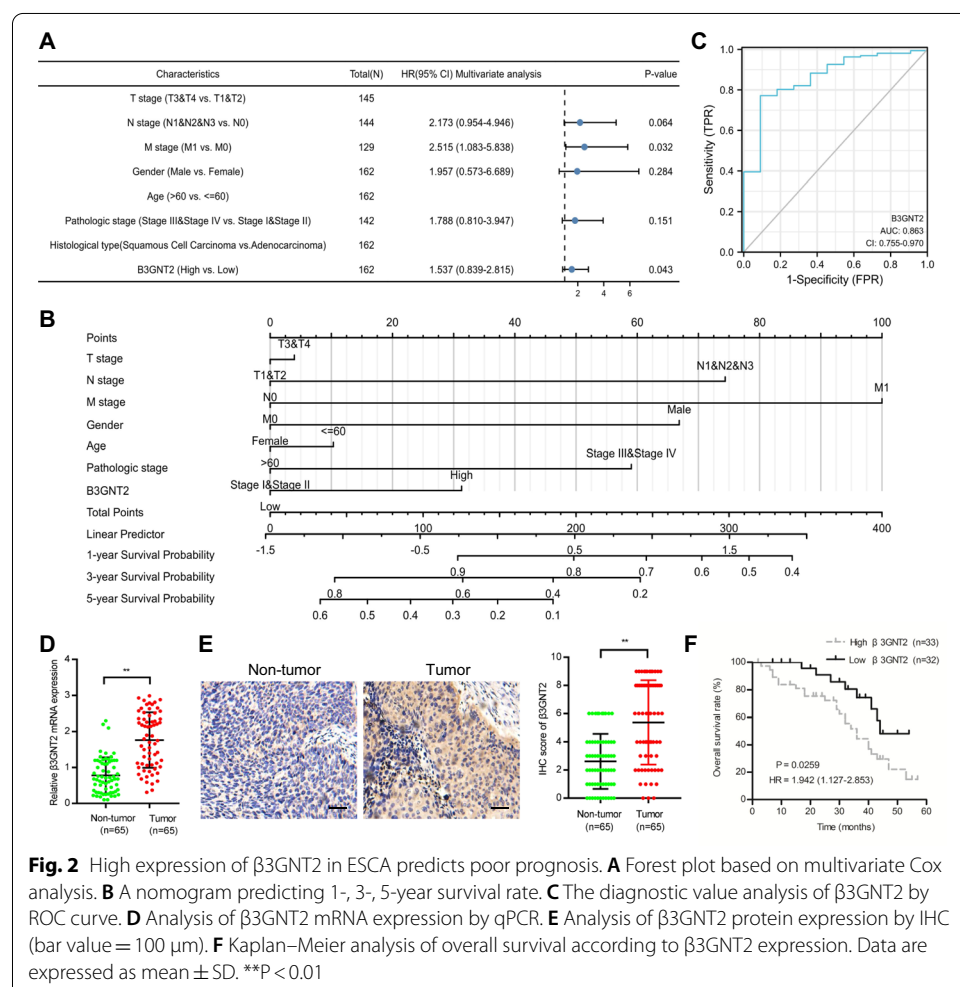 A
Characteristics Total(N) HR(95% CI) Multivariate analysis P-value
T stage (T3&T4 vs. T1&T2) 145
N stage (N1&N2&N3 vs. N0) 144 2.173 (0.954-4.946) 0.064
M stage (M1 vs. M0) 129 2.515 (1.083-5.838) 0.032
Gender (Male vs. Female) 162 1.957 (0.573-6.689) 0.284
Age (>60 vs. <=60) 162
Pathologic stage (Stage III&Stage IV vs. Stage I&Stage II) 142 1.788 (0.810-3.947) 0.151
Histological type(Squamous Cell Carcinoma vs.Adenocarcinoma) 162
B3GNT2 (High vs. Low) 162 1.537 (0.839-2.815) 0.043
2 4 6
C
1.0
0.8
0.6
0.4
0.2
0.0
Sensitivity (TPR)
B3GNT2
AUC: 0.863
CI: 0.755-0.970
0.0 0.2 0.4 0.6 0.8 1.0
1-Specificity (FPR)
B
0 20 40 60 80 100
Points
T3&T4
T stage
T1&T2 N1&N2&N3
N stage
N0 M1
M stage
M0 Male
Gender
Female <=60
Age
>60 Stage III&Stage IV
Pathologic stage
Stage I&Stage II High
B3GNT2
Low
Total Points
0 100 200 300 400
Linear Predictor
-1.5 -0.5 0.5 1.5
1-year Survival Probability
0.9 0.8 0.7 0.6 0.5 0.4
3-year Survival Probability
0.8 0.6 0.4 0.2
5-year Survival Probability
0.6 0.5 0.4 0.3 0.2 0.1
D
Relative β3GNT2 mRNA expression
4
3
2
1
0
**
Non-tumor
(n=65)
Tumor
(n=65)
E
Non-tumor Tumor
IHC score of β3GNT2
10
8
6
4
2
0
**
Non-tumor
(n=65)
Tumor
(n=65)
F
High β 3GNT2 (n=33)
Low β 3GNT2 (n=32)
Overall survival rate (%)
100
80
60
40
20
P = 0.0259
HR = 1.942 (1.127-2.853)
0 10 20 30 40 50 60
Time (months)
Fig. 2 High expression of β3GNT2 in ESCA predicts poor prognosis. A Forest plot based on multivariate Cox
analysis. B A nomogram predicting 1-, 3-, 5-year survival rate. C The diagnostic value analysis of β3GNT2 by
ROC curve. D Analysis of β3GNT2 mRNA expression by qPCR. E Analysis of β3GNT2 protein expression by IHC
(bar value = 100 μm). F Kaplan–Meier analysis of overall survival according to β3GNT2 expression. Data are
expressed as mean ± SD. **P < 0.01